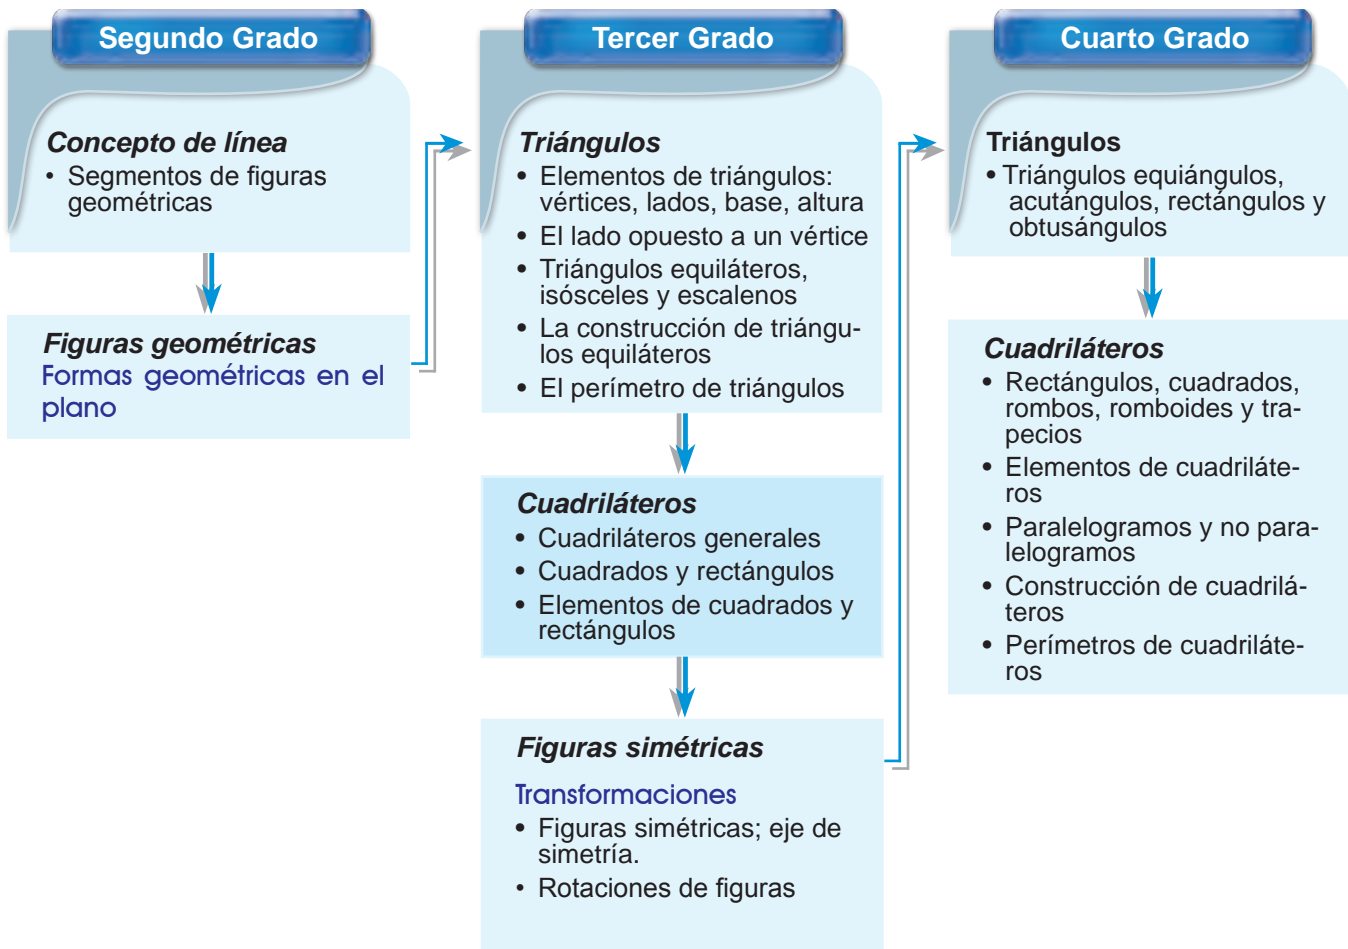 Segundo Grado
Concepto de línea
• Segmentos de figuras
geométricas
Figuras geométricas
Formas geométricas en el
plano
Tercer Grado
Triángulos
• Elementos de triángulos:
vértices, lados, base, altura
• El lado opuesto a un vértice
• Triángulos equiláteros,
isósceles y escalenos
• La construcción de triángu-
los equiláteros
• El perímetro de triángulos
Cuadriláteros
• Cuadriláteros generales
• Cuadrados y rectángulos
• Elementos de cuadrados y
rectángulos
Figuras simétricas
Transformaciones
• Figuras simétricas; eje de
simetría.
• Rotaciones de figuras
Cuarto Grado
Triángulos
• Triángulos equiángulos,
acutángulos, rectángulos y
obtusángulos
Cuadriláteros
• Rectángulos, cuadrados,
rombos, romboides y tra-
pecios
• Elementos de cuadriláte-
ros
• Paralelogramos y no para-
lelogramos
• Construcción de cuadrilá-
teros
• Perímetros de cuadriláte-
ros